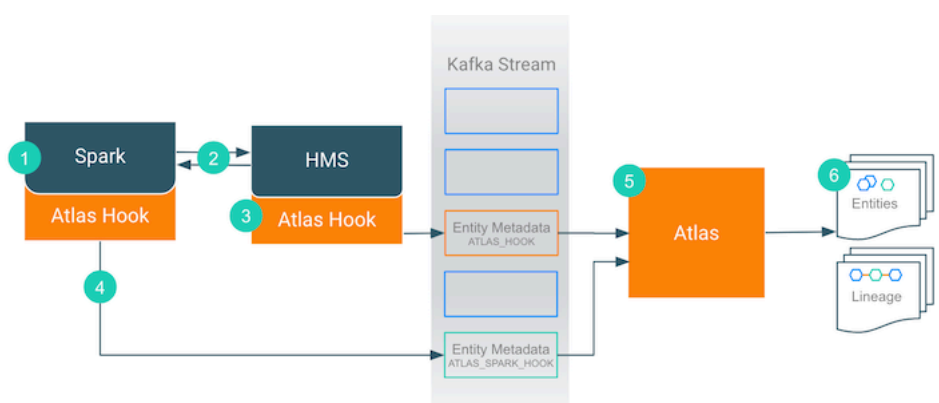 Kafka Stream
1
Spark
2
HMS
Atlas Hook
3
Atlas Hook
4
Entity Metadata
ATLAS_HOOK
Entity Metadata
ATLAS_SPARK_HOOK
5
Atlas
6
Entities
Lineage